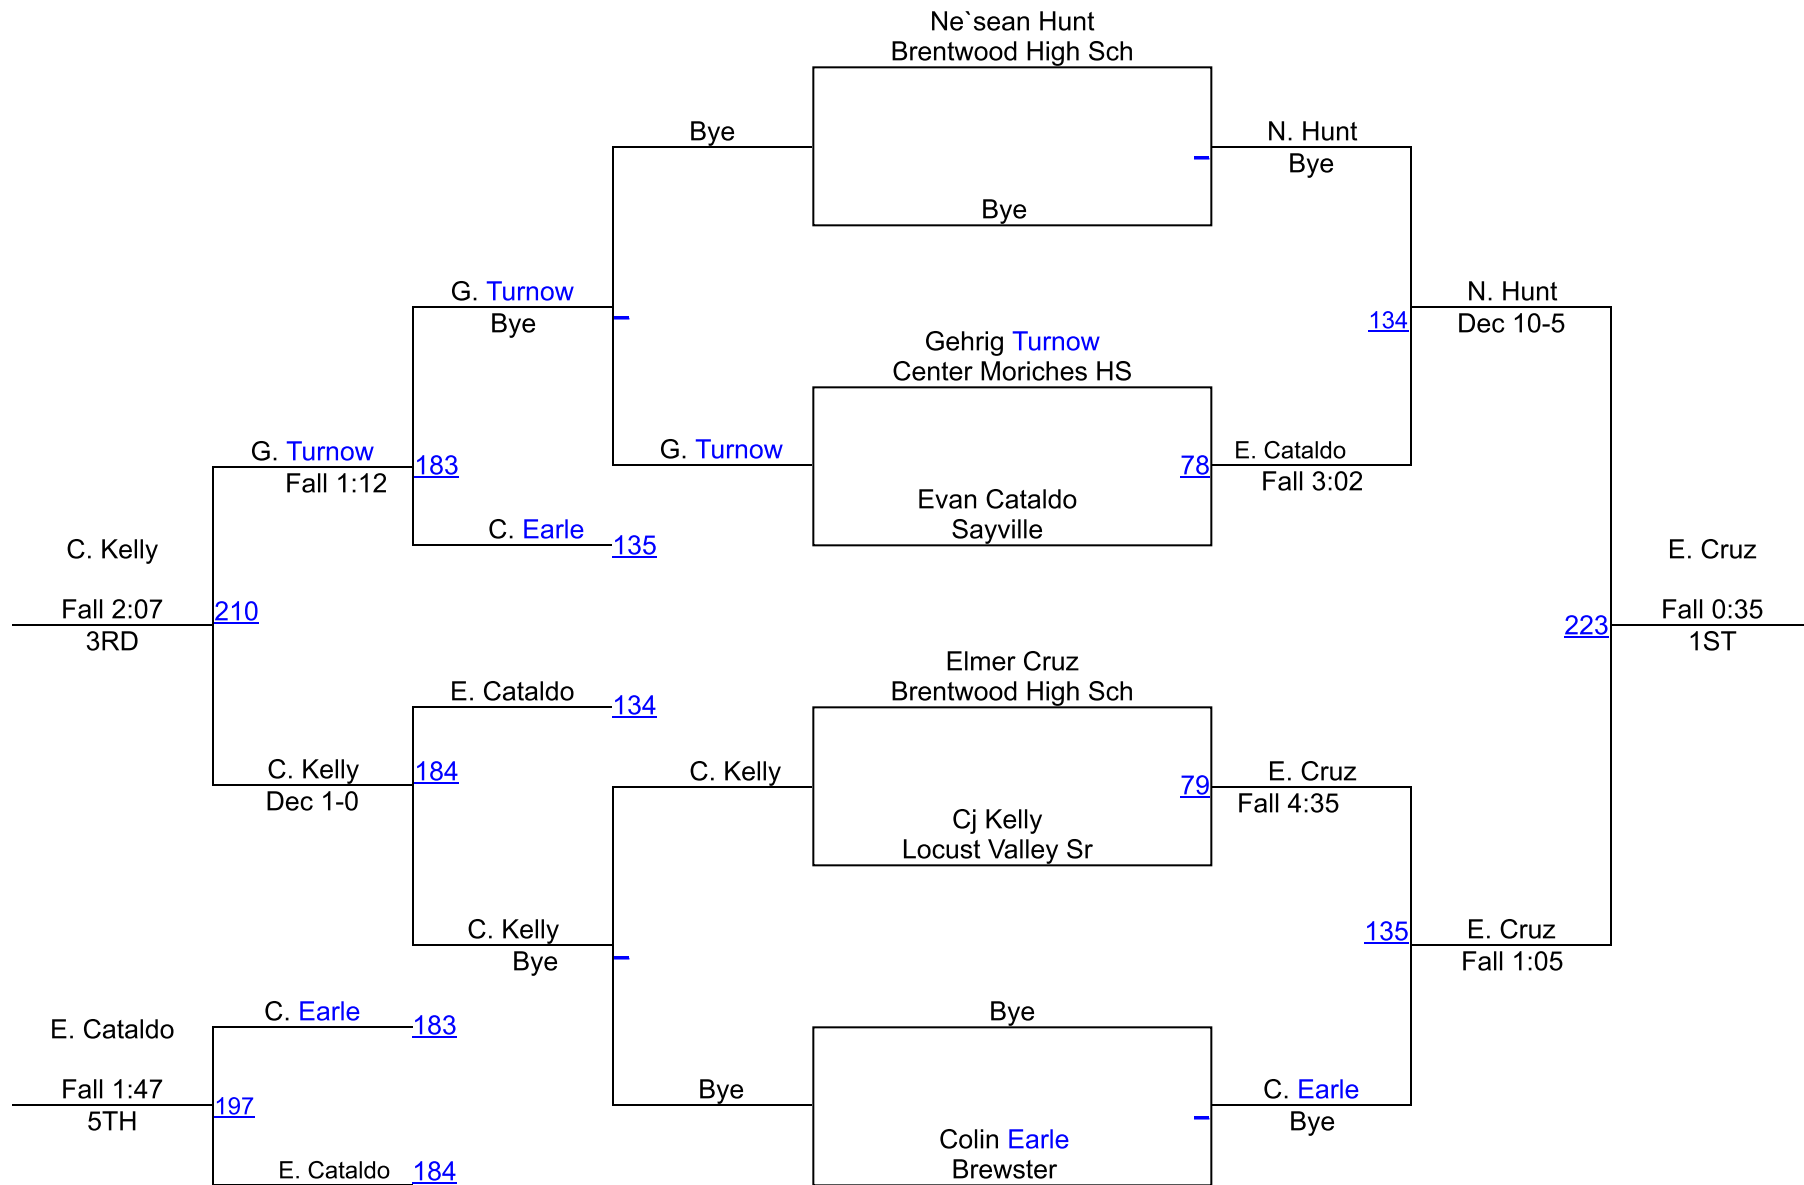 Ne`sean Hunt
Brentwood High Sch
Bye
N. Hunt
Bye
Bye
G. Turnow
Bye
N. Hunt
Dec 10-5
134
Gehrig Turnow
Center Moriches HS
G. Turnow
Fall 1:12
183
G. Turnow
78
E. Cataldo
Fall 3:02
Evan Cataldo
Sayville
C. Earle
135
C. Kelly
Fall 2:07
3RD
210
E. Cruz
Fall 0:35
1ST
223
Elmer Cruz
Brentwood High Sch
E. Cataldo
134
C. Kelly
Dec 1-0
184
C. Kelly
79
E. Cruz
Fall 4:35
Cj Kelly
Locust Valley Sr
C. Kelly
Bye
135
E. Cruz
Fall 1:05
C. Earle
183
Bye
E. Cataldo
Fall 1:47
5TH
197
Bye
C. Earle
Bye
Colin Earle
Brewster
E. Cataldo
184